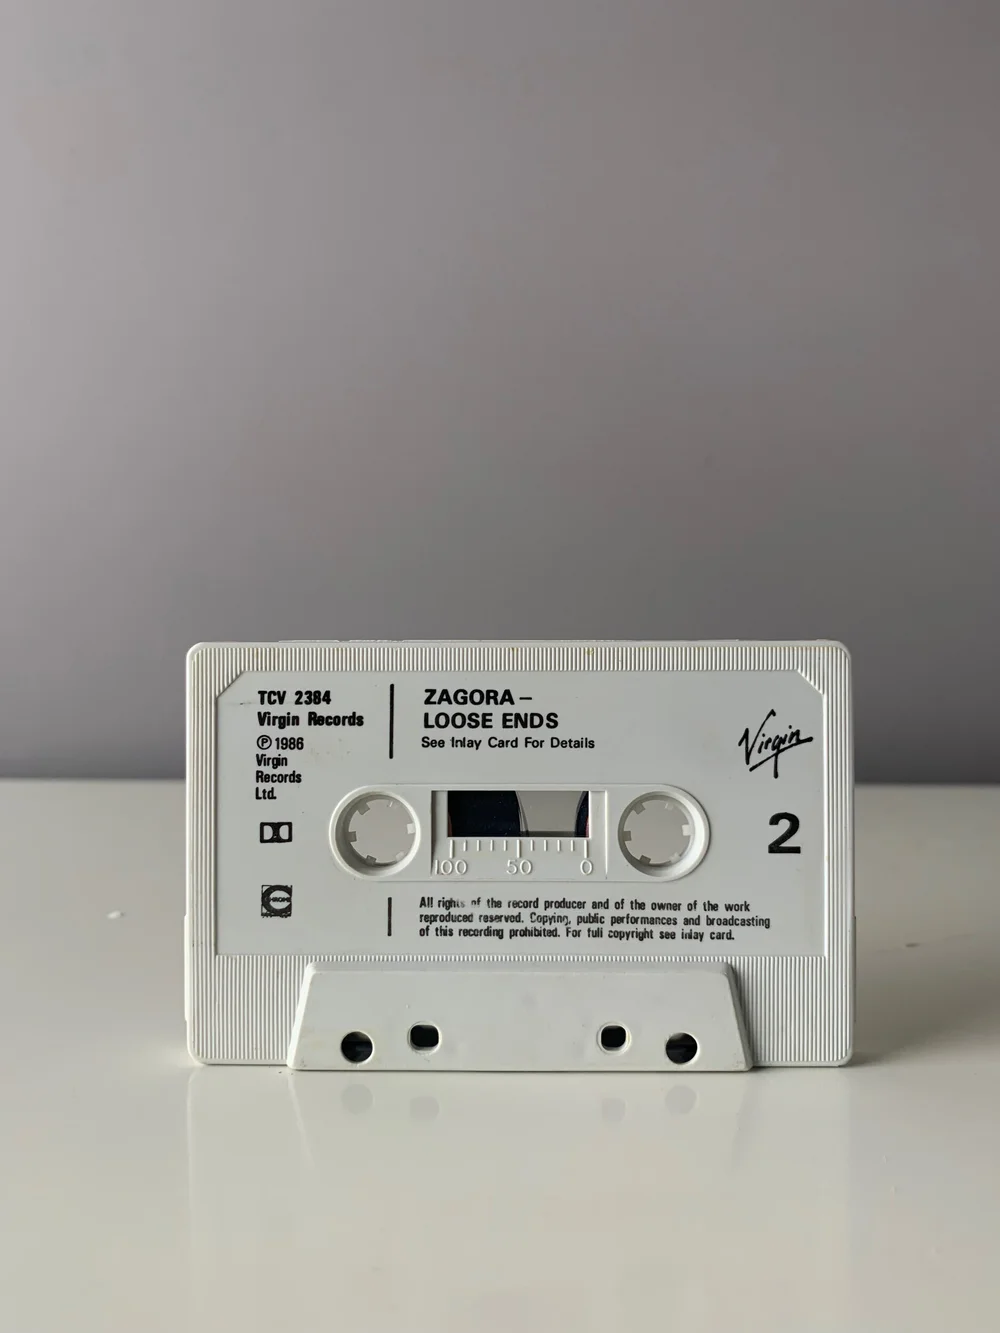 TCV 2384
Virgin Records
Ⓟ 1986
Virgin
Records
Ltd.
ZAGORA –
LOOSE ENDS
See Inlay Card For Details
Virgin
2
100 50 0
CHROME
All rights of the record producer and of the owner of the work
reproduced reserved. Copying, public performances and broadcasting
of this recording prohibited. For full copyright see inlay card.